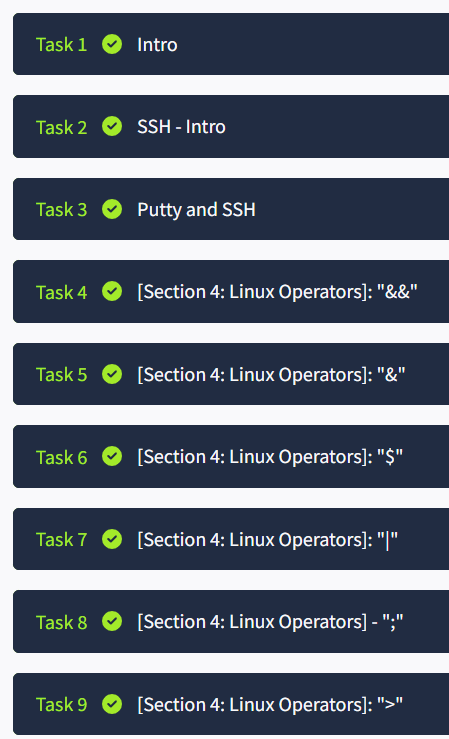 Task 1 Intro
Task 2 SSH - Intro
Task 3 Putty and SSH
Task 4 [Section 4: Linux Operators]: "&&"
Task 5 [Section 4: Linux Operators]: "&"
Task 6 [Section 4: Linux Operators]: "$"
Task 7 [Section 4: Linux Operators]: "|"
Task 8 [Section 4: Linux Operators] - ";"
Task 9 [Section 4: Linux Operators]: ">"